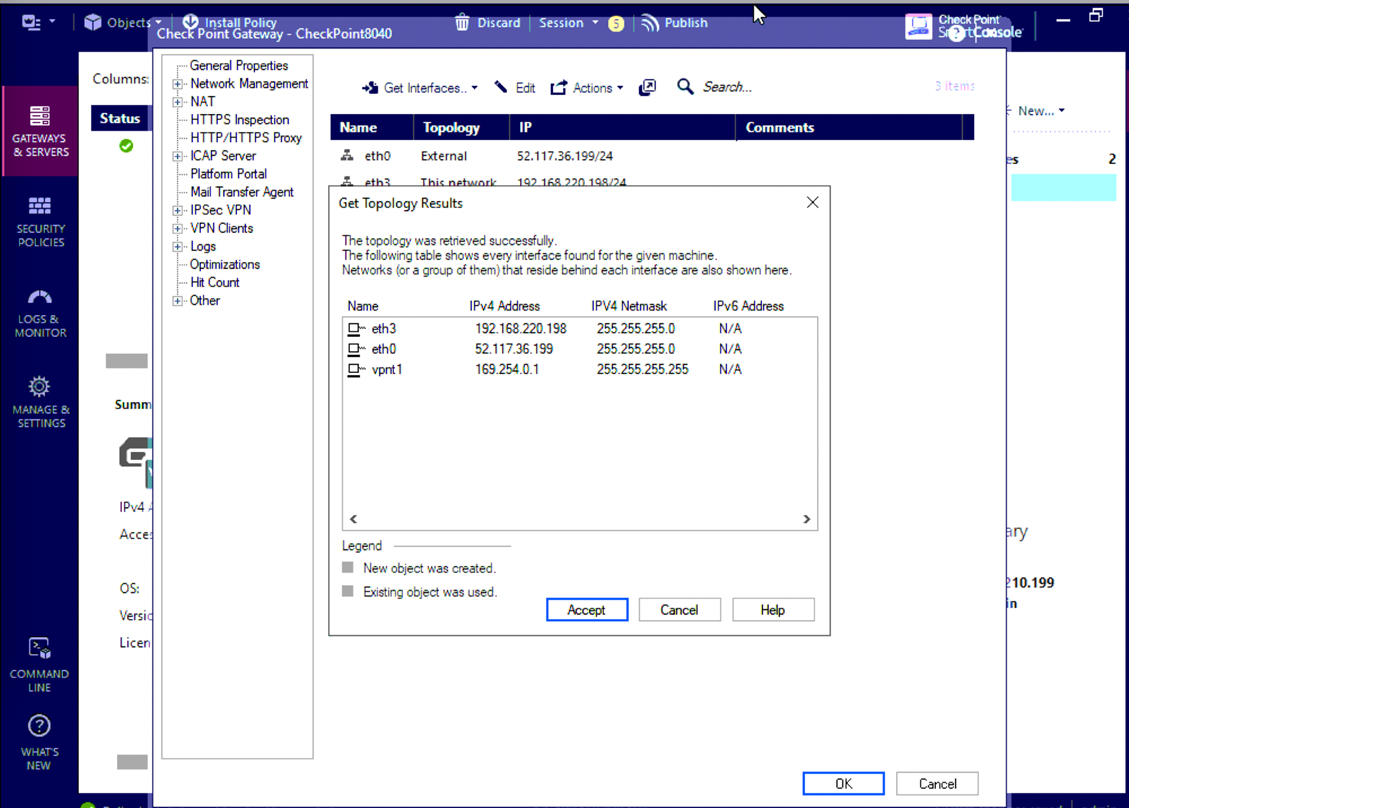 Objects
Install Policy
Discard
Session
5
Publish
Check Point
SmartConsole
Check Point Gateway - CheckPoint8040
Columns:
Status
GATEWAYS
& SERVERS
SECURITY
POLICIES
LOGS &
MONITOR
MANAGE &
SETTINGS
COMMAND
LINE
WHAT'S
NEW
Summ
IPv4
Acces
OS:
Versio
Licen
General Properties
Network Management
NAT
HTTPS Inspection
HTTP/HTTPS Proxy
ICAP Server
Platform Portal
Mail Transfer Agent
IPSec VPN
VPN Clients
Logs
Optimizations
Hit Count
Other
Get Interfaces..
Edit
Actions
Search...
3 items
Name Topology IP Comments
eth0 External 52.117.36.199/24
eth3 This network 192.168.220.198/24
Get Topology Results
The topology was retrieved successfully.
The following table shows every interface found for the given machine.
Networks (or a group of them) that reside behind each interface are also shown here.
Name IPv4 Address IPV4 Netmask IPv6 Address
eth3 192.168.220.198 255.255.255.0 N/A
eth0 52.117.36.199 255.255.255.0 N/A
vpnt1 169.254.0.1 255.255.255.255 N/A
Legend
New object was created.
Existing object was used.
Accept Cancel Help
OK Cancel
New...
es 2
ary
210.199
in